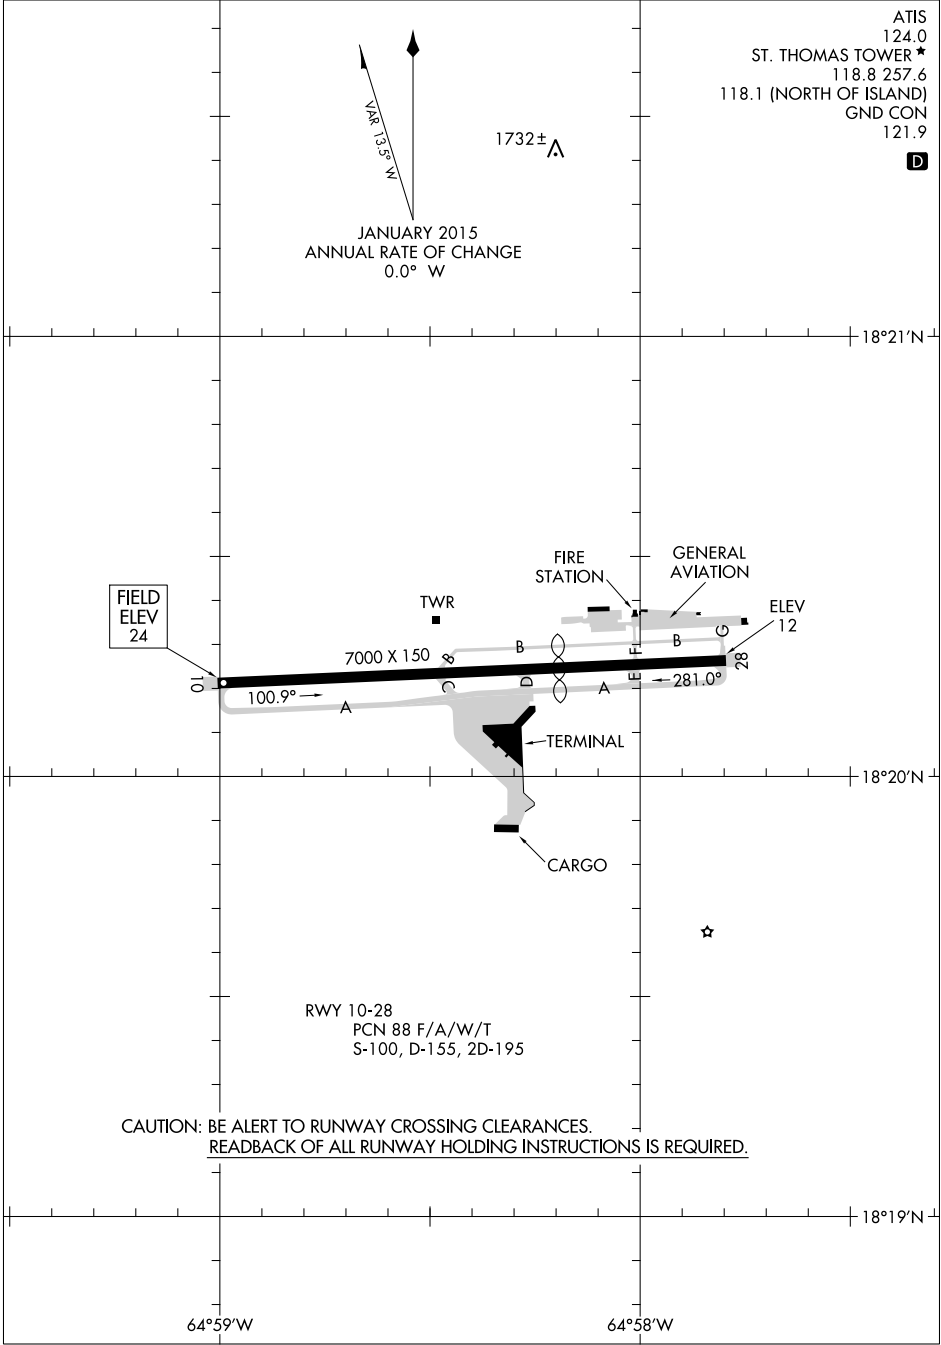 ATIS
124.0
ST. THOMAS TOWER ★
118.8 257.6
118.1 (NORTH OF ISLAND)
GND CON
121.9
D
VAR 13.5° W
1732±
JANUARY 2015
ANNUAL RATE OF CHANGE
0.0° W
18°21'N
FIRE
STATION
GENERAL
AVIATION
FIELD
ELEV
24
TWR
ELEV
12
7000 X 150
B
B
B
F
G
10
100.9°
A
C
D
A
E
281.0°
28
TERMINAL
18°20'N
CARGO
RWY 10-28
PCN 88 F/A/W/T
S-100, D-155, 2D-195
CAUTION: BE ALERT TO RUNWAY CROSSING CLEARANCES.
READBACK OF ALL RUNWAY HOLDING INSTRUCTIONS IS REQUIRED.
18°19'N
64°59'W
64°58'W